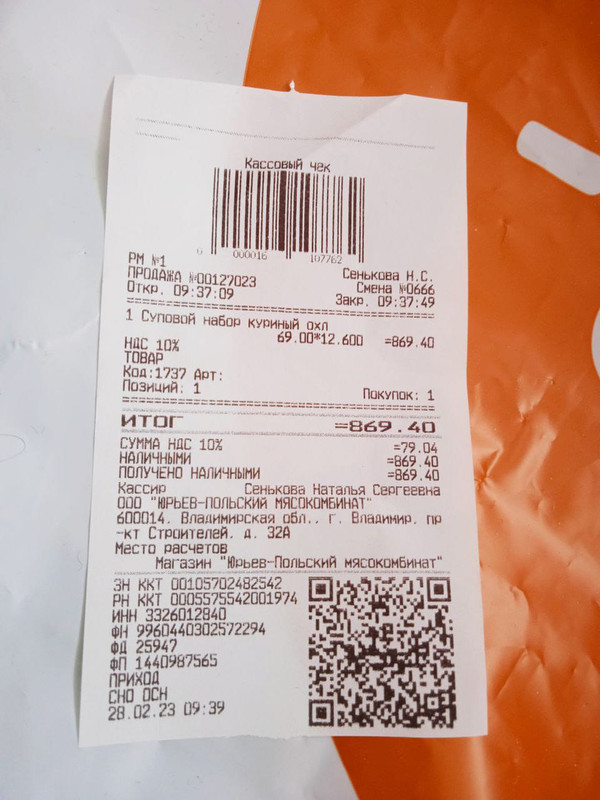 Кассовый чек
0 000016 107762
РМ №1
ПРОДАЖА №00127023 Сенькова Н.С.
Откр. 09:37:09 Смена №0666
Закр. 09:37:49
1 Суповой набор куриный охл
69.00*12.600 =869.40
НДС 10%
ТОВАР
Код:1737 Арт:
Позиций: 1 Покупок: 1
ИТОГ =869.40
СУММА НДС 10% =79.04
НАЛИЧНЫМИ =869.40
ПОЛУЧЕНО НАЛИЧНЫМИ =869.40
Кассир Сенькова Наталья Сергеевна
ООО "ЮРЬЕВ-ПОЛЬСКИЙ МЯСОКОМБИНАТ"
600014, Владимирская обл., г. Владимир, пр
-кт Строителей, д. 32А
Место расчетов
Магазин "Юрьев-Польский мясокомбинат"
ЗН ККТ 00105702482542
РН ККТ 0005575542001974
ИНН 3326012840
ФН 9960440302572294
ФД 25947
ФП 1440987565
ПРИХОД
СНО ОСН
28.02.23 09:39